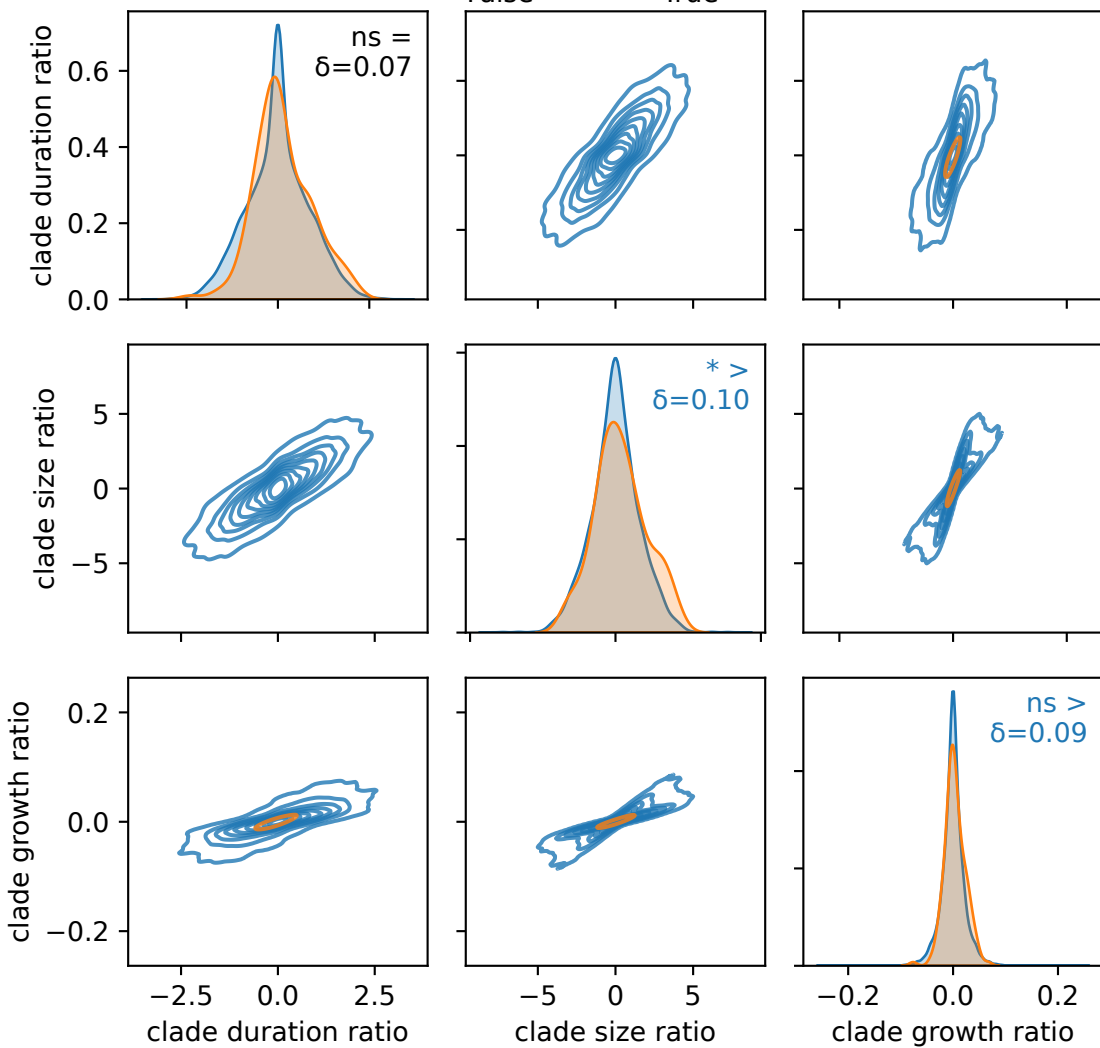 clade duration ratio
0.6
0.4
0.2
0.0
ns =
δ=0.07
clade size ratio
5
0
−5
* >
δ=0.10
clade growth ratio
0.2
0.0
−0.2
ns >
δ=0.09
−2.5 0.0 2.5
−5 0 5
−0.2 0.0 0.2
clade duration ratio
clade size ratio
clade growth ratio